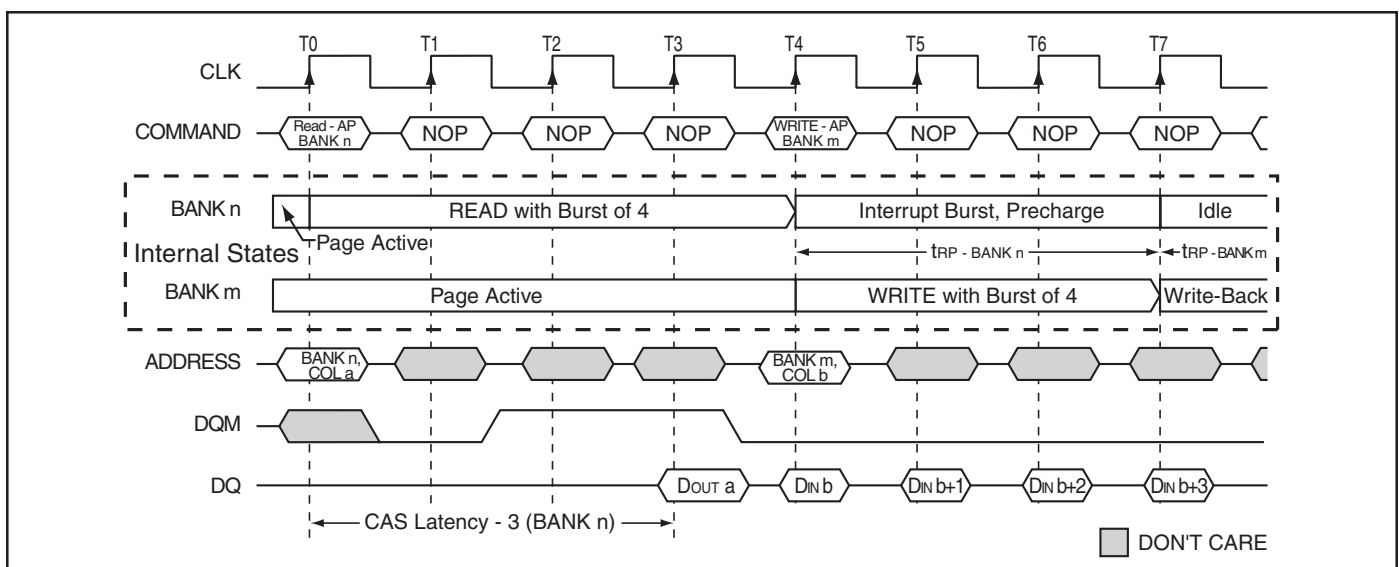 T0 T1 T2 T3 T4 T5 T6 T7
CLK
COMMAND Read - AP NOP NOP NOP WRITE - AP NOP NOP NOP
BANK n BANK m
BANK n READ with Burst of 4 Interrupt Burst, Precharge Idle
Page Active
Internal States tRP - BANK n tRP - BANK m
BANK m Page Active WRITE with Burst of 4 Write-Back
ADDRESS BANK n, BANK m,
COL a COL b
DQM
DQ DOUT a DIN b DIN b+1 DIN b+2 DIN b+3
CAS Latency - 3 (BANK n)
DON'T CARE